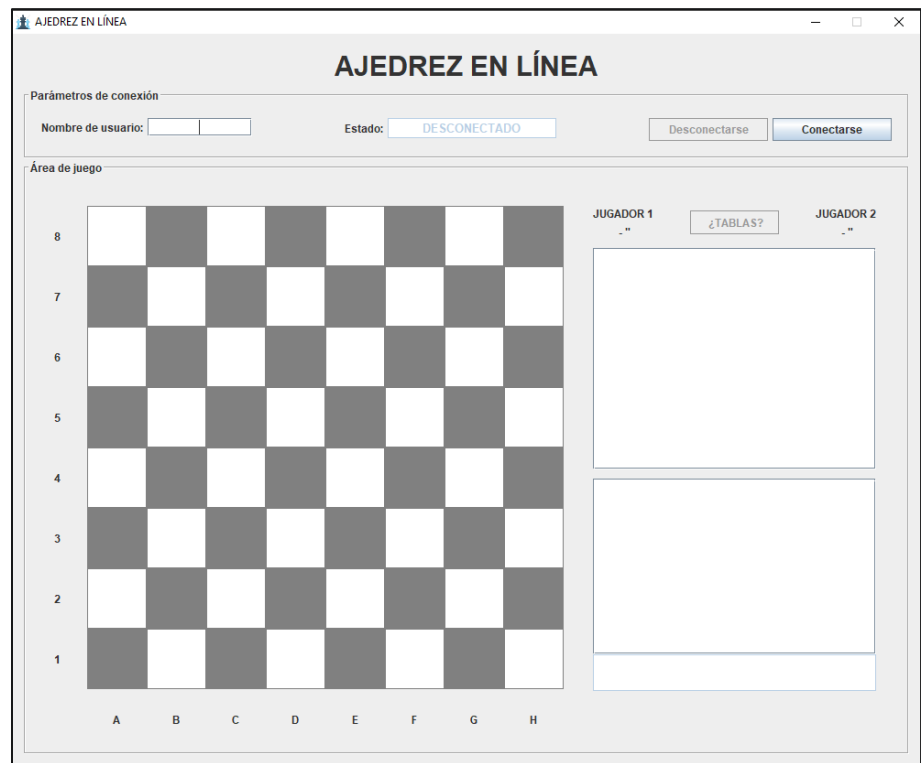 AJEDREZ EN LÍNEA
AJEDREZ EN LÍNEA
Parámetros de conexión
Nombre de usuario:
Estado: DESCONECTADO
Desconectarse
Conectarse
Área de juego
JUGADOR 1
- "
¿TABLAS?
JUGADOR 2
- "
8
7
6
5
4
3
2
1
A B C D E F G H